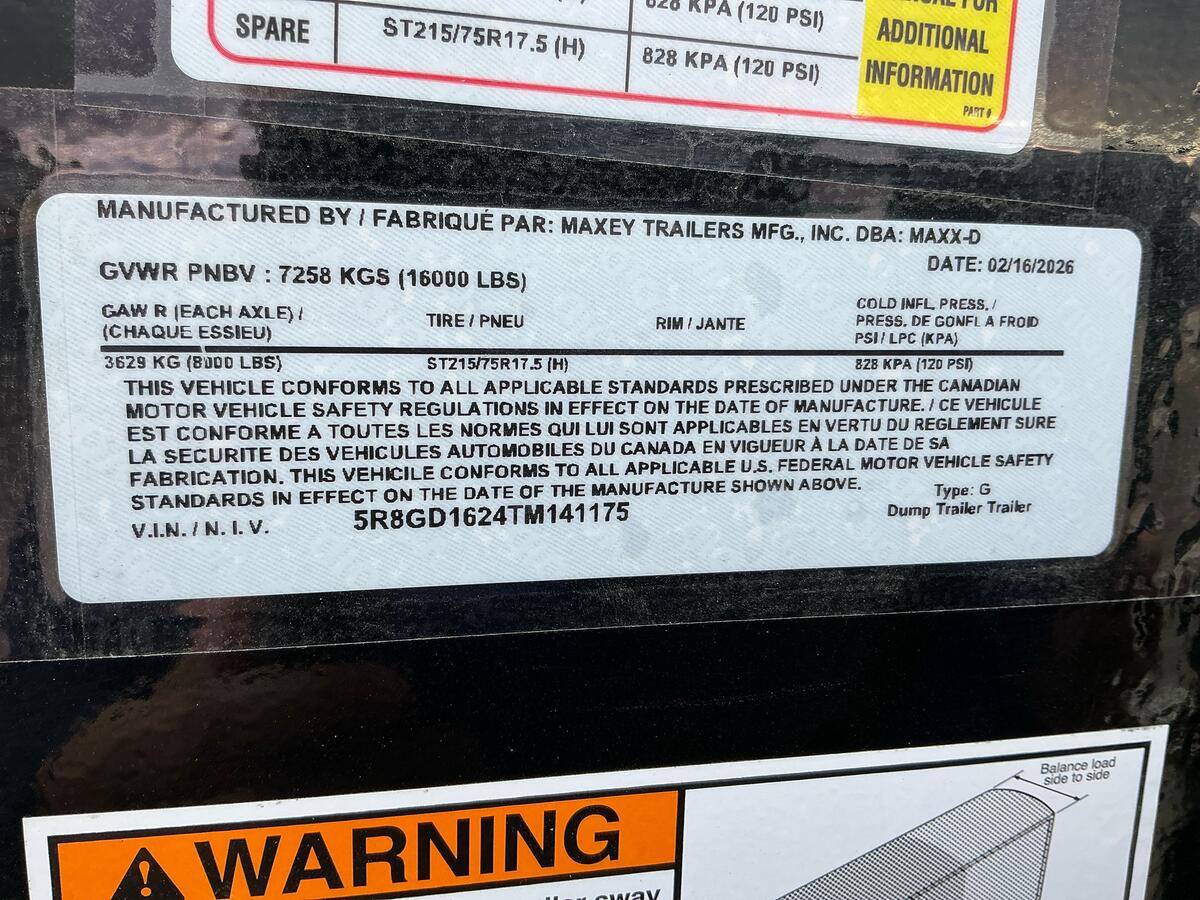 828 KPA (120 PSI)
ADDITIONAL
INFORMATION
PART #
SPARE ST215/75R17.5 (H) 828 KPA (120 PSI)
MANUFACTURED BY / FABRIQUÉ PAR: MAXEY TRAILERS MFG., INC. DBA: MAXX-D
GVWR PNBV : 7258 KGS (16000 LBS) DATE: 02/16/2026
GAW R (EACH AXLE) /
(CHAQUE ESSIEU)
TIRE / PNEU
RIM / JANTE
COLD INFL. PRESS. /
PRESS. DE GONFL A FROID
PSI / LPC (KPA)
3629 KG (8000 LBS) ST215/75R17.5 (H) 828 KPA (120 PSI)
THIS VEHICLE CONFORMS TO ALL APPLICABLE STANDARDS PRESCRIBED UNDER THE CANADIAN
MOTOR VEHICLE SAFETY REGULATIONS IN EFFECT ON THE DATE OF MANUFACTURE. / CE VEHICULE
EST CONFORME A TOUTES LES NORMES QUI LUI SONT APPLICABLES EN VERTU DU REGLEMENT SURE
LA SECURITE DES VEHICULES AUTOMOBILES DU CANADA EN VIGUEUR À LA DATE DE SA
FABRICATION. THIS VEHICILE CONFORMS TO ALL APPLICABLE U.S. FEDERAL MOTOR VEHICLE SAFETY
STANDARDS IN EFFECT ON THE DATE OF THE MANUFACTURE SHOWN ABOVE.
Type: G
Dump Trailer Trailer
V.I.N. / N. I. V. 5R8GD1624TM141175
Balance load
side to side
WARNING
sway